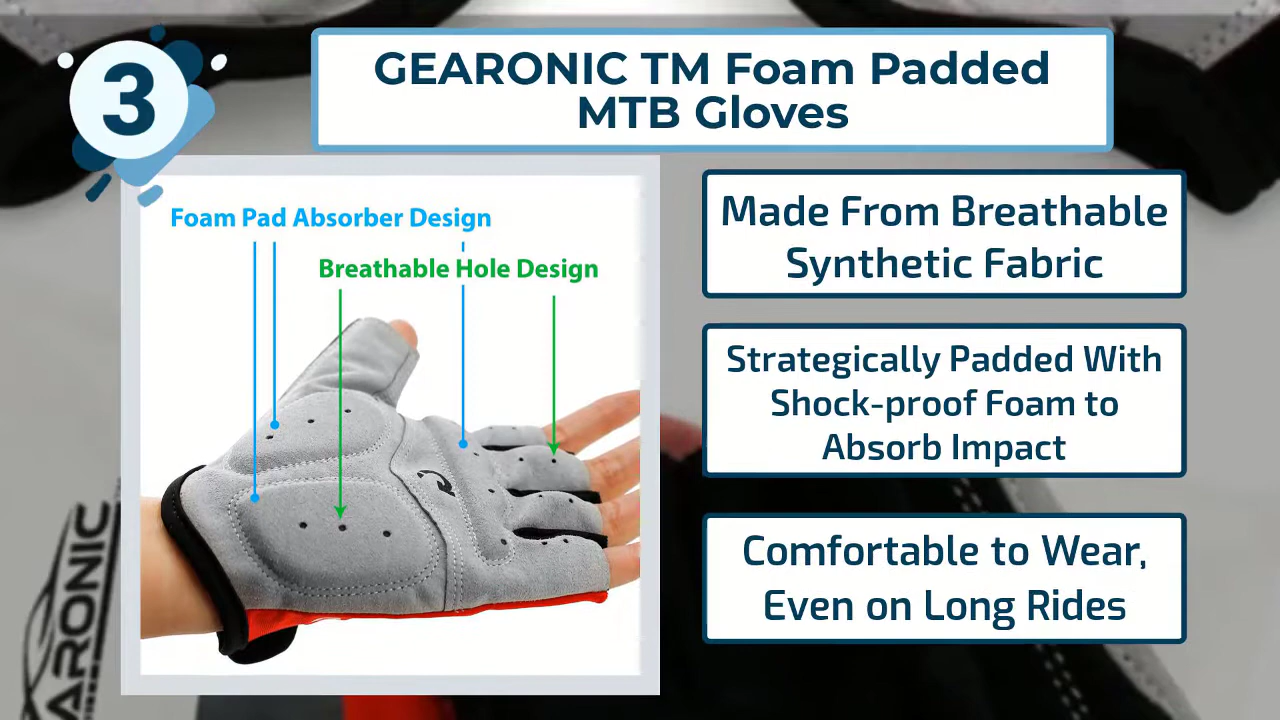 3
GEARONIC TM Foam Padded
MTB Gloves
Foam Pad Absorber Design
Breathable Hole Design
Made From Breathable
Synthetic Fabric
Strategically Padded With
Shock-proof Foam to
Absorb Impact
Comfortable to Wear,
Even on Long Rides
ARONIC